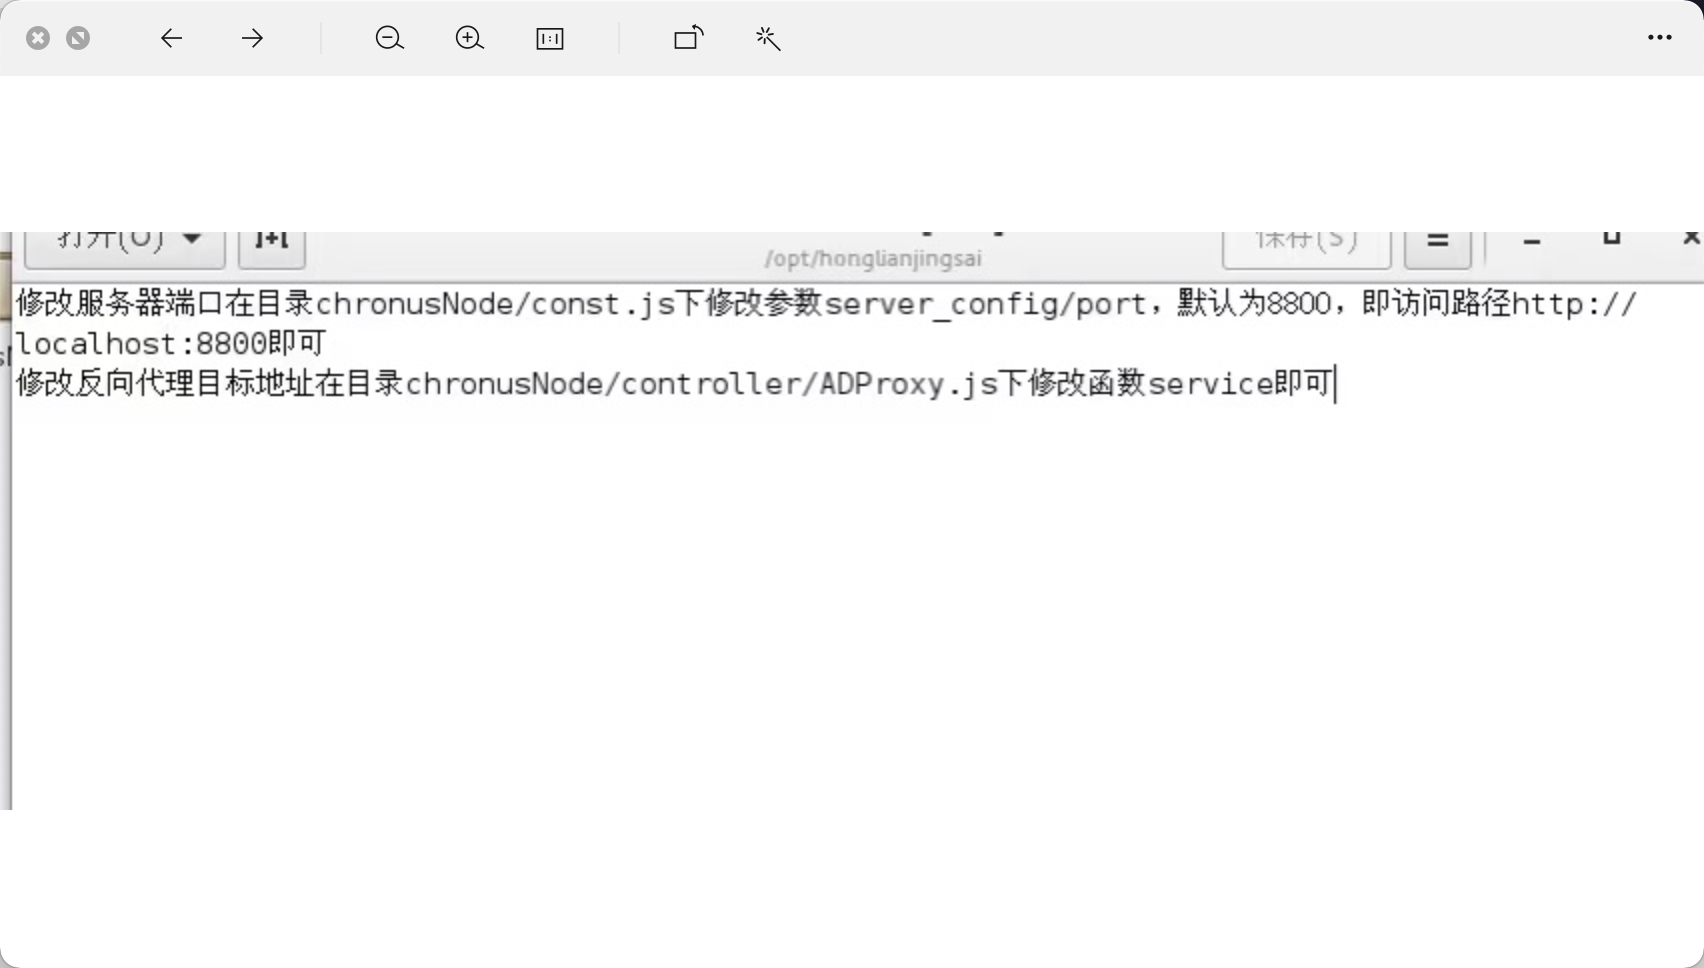 打开(O)
/opt/honglianjingsai
保存(S)
修改服务器端口在目录chronusNode/const.js下修改参数server_config/port，默认为8800，即访问路径http://
localhost:8800即可
修改反向代理目标地址在目录chronusNode/controller/ADProxy.js下修改函数service即可